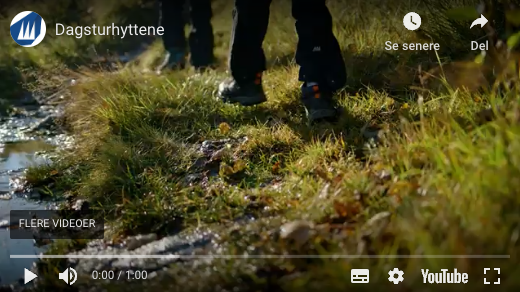 Dagsturhyttene
Se senere
Del
FLERE VIDEOER
0:00 / 1:00
YouTube